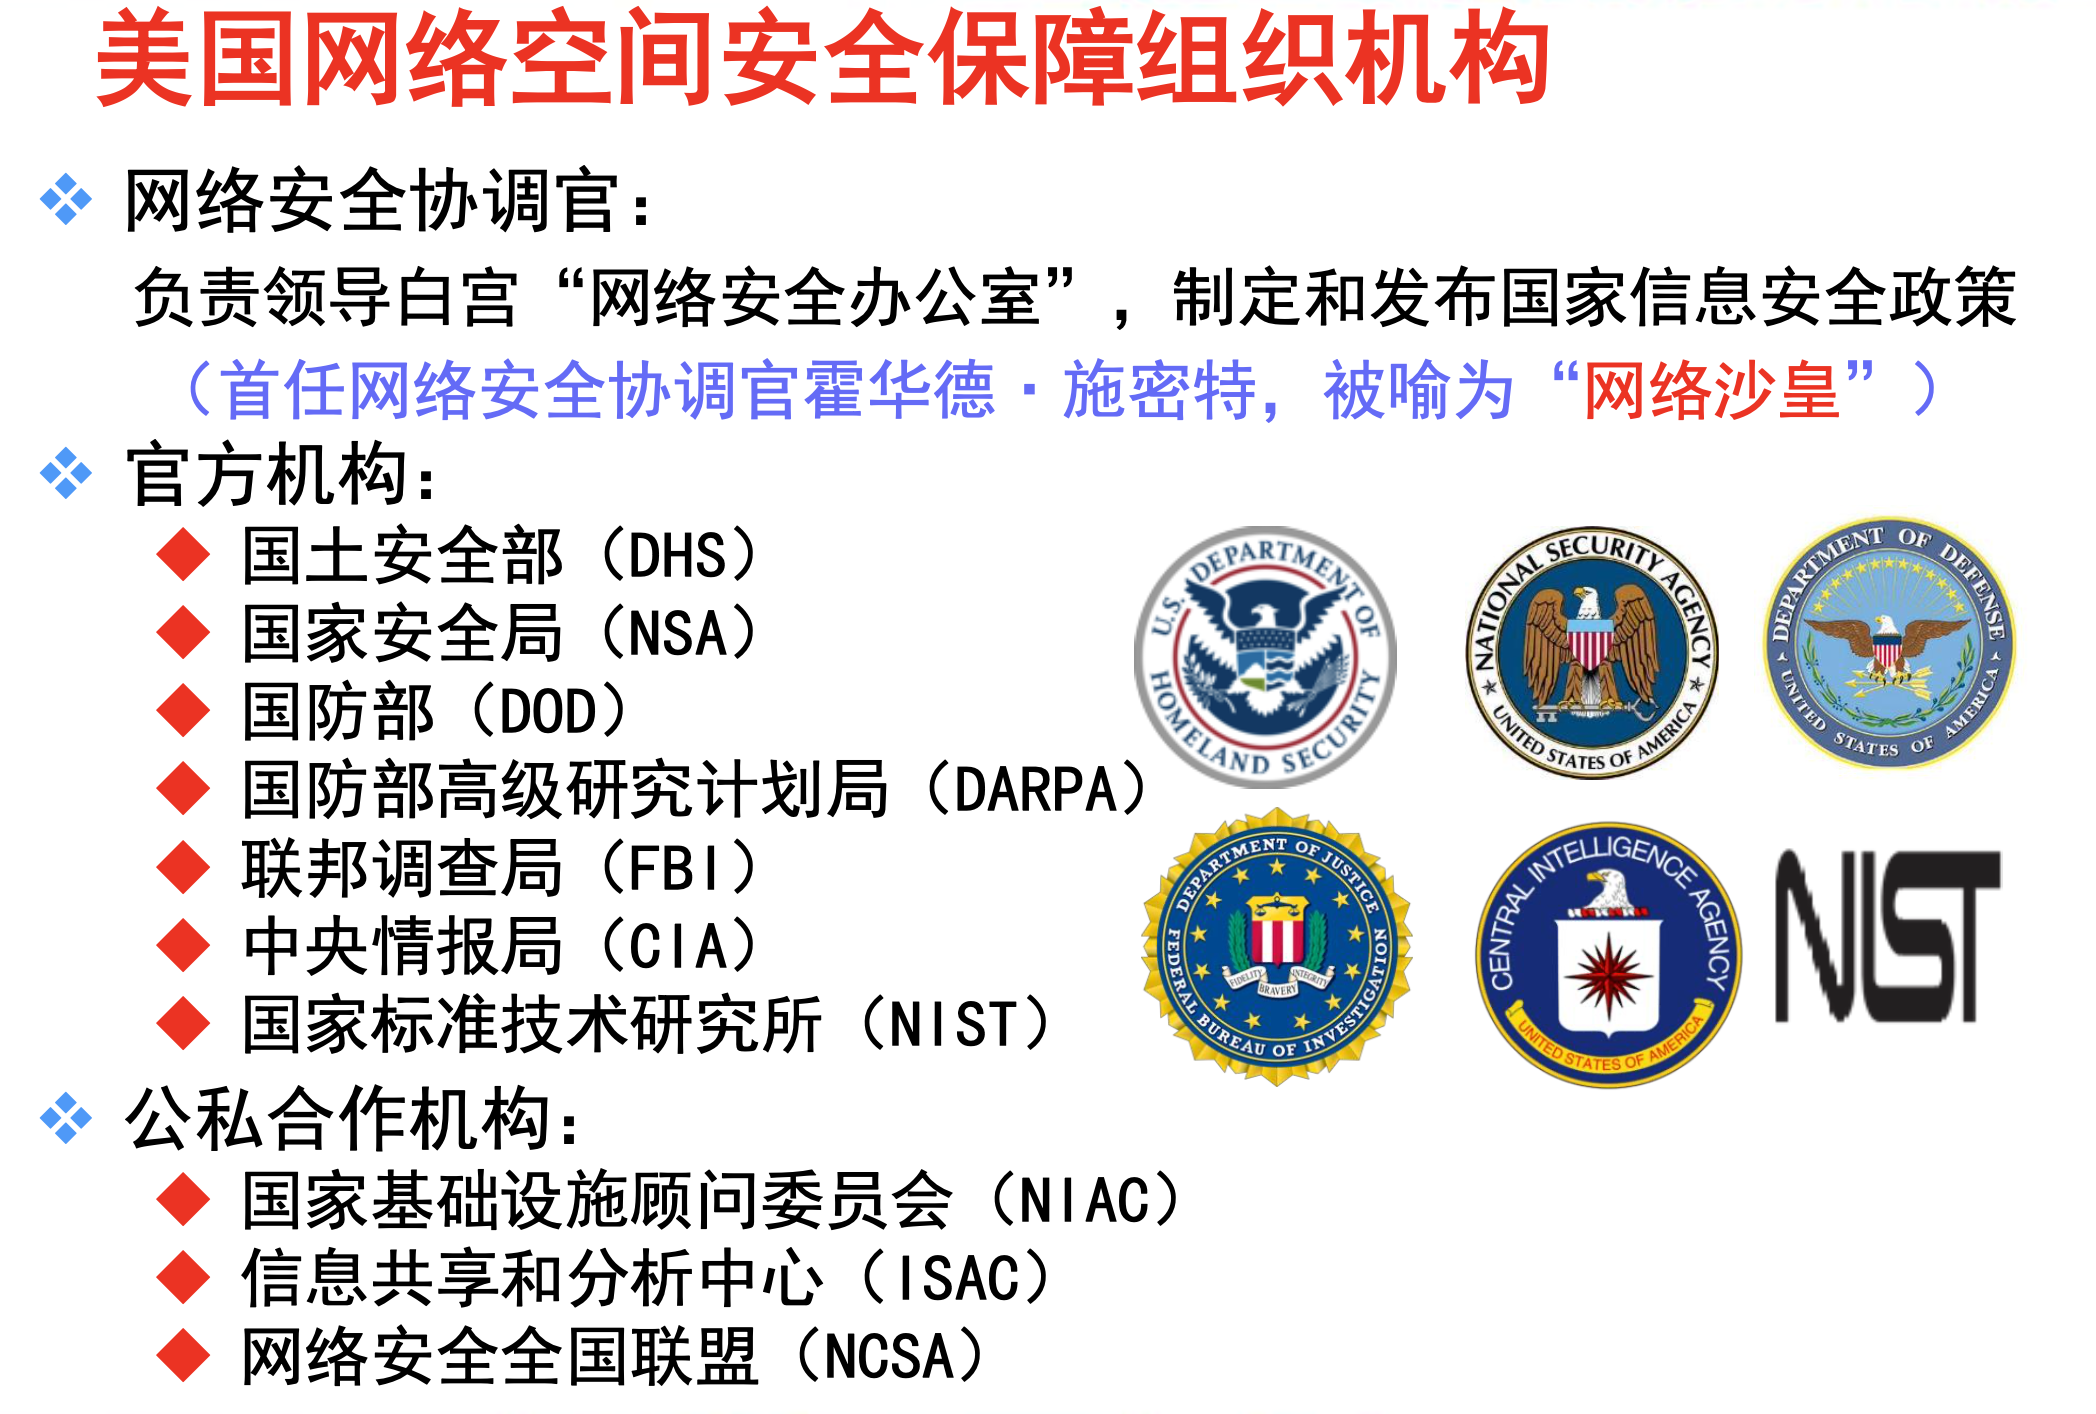 美国网络空间安全保障组织机构
网络安全协调官：
负责领导白宫“网络安全办公室”，制定和发布国家信息安全政策
（首任网络安全协调官霍华德·施密特，被喻为“网络沙皇”）
官方机构：
国土安全部（DHS）
国家安全局（NSA）
国防部（DOD）
国防部高级研究计划局（DARPA）
联邦调查局（FBI）
中央情报局（CIA）
国家标准技术研究所（NIST）
公私合作机构：
国家基础设施顾问委员会（NIAC）
信息共享和分析中心（ISAC）
网络安全全国联盟（NCSA）
U.S. DEPARTMENT OF
HOMELAND SECURITY
NATIONAL SECURITY AGENCY
UNITED STATES OF AMERICA
DEPARTMENT OF DEFENSE
UNITED STATES OF AMERICA
DEPARTMENT OF JUSTICE
FEDERAL BUREAU OF INVESTIGATION
FIDELITY
BRAVERY
INTEGRITY
CENTRAL INTELLIGENCE AGENCY
UNITED STATES OF AMERICA
NIST